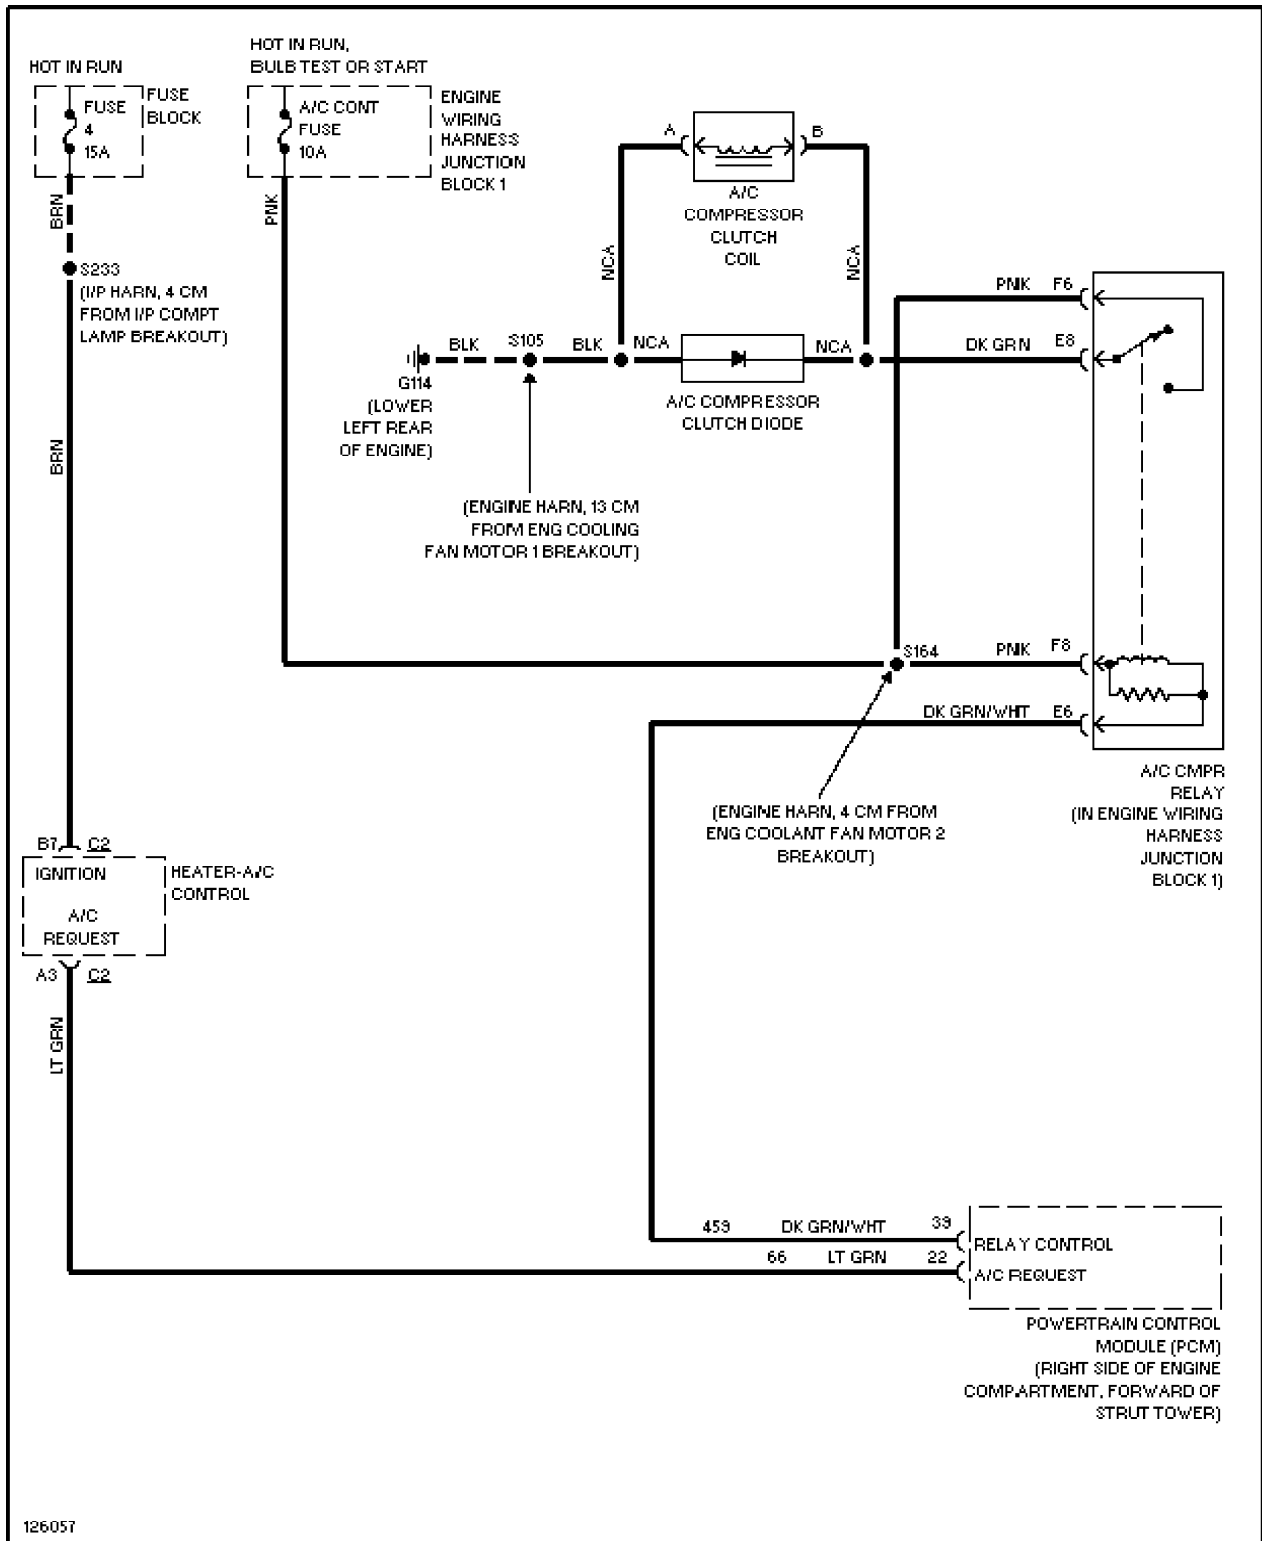 HOT IN RUN
FUSE
4
15A
FUSE
BLOCK
BRN
S233
(I/P HARN, 4 CM
FROM I/P COMPT
LAMP BREAKOUT)
BRN
HOT IN RUN,
BULB TEST OR START
A/C CONT
FUSE
10A
ENGINE
WIRING
HARNESS
JUNCTION
BLOCK 1
PNK
A
B
A/C
COMPRESSOR
CLUTCH
COIL
NCA
NCA
BLK
S105
BLK
NCA
NCA
G114
(LOWER
LEFT REAR
OF ENGINE)
A/C COMPRESSOR
CLUTCH DIODE
(ENGINE HARN, 13 CM
FROM ENG COOLING
FAN MOTOR 1 BREAKOUT)
PNK F6
DK GRN E8
S164
PNK F8
DK GRN/WHT E6
(ENGINE HARN, 4 CM FROM
ENG COOLANT FAN MOTOR 2
BREAKOUT)
A/C CMPR
RELAY
(IN ENGINE WIRING
HARNESS
JUNCTION
BLOCK 1)
B7 C2
IGNITION
A/C
REQUEST
HEATER-A/C
CONTROL
A3 C2
LT GRN
459 DK GRN/WHT 39
RELAY CONTROL
66 LT GRN 22
A/C REQUEST
POWERTRAIN CONTROL
MODULE (PCM)
(RIGHT SIDE OF ENGINE
COMPARTMENT, FORWARD OF
STRUT TOWER)
126057